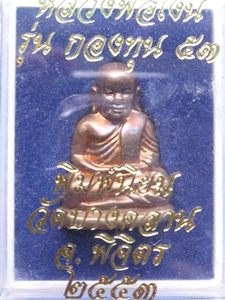 หลวงพ่อเงิน
รุ่น กองทุน ๕๓
พิมพ์นิยม
วัดบางคลาน
จ. พิจิตร
๒๕๕๓